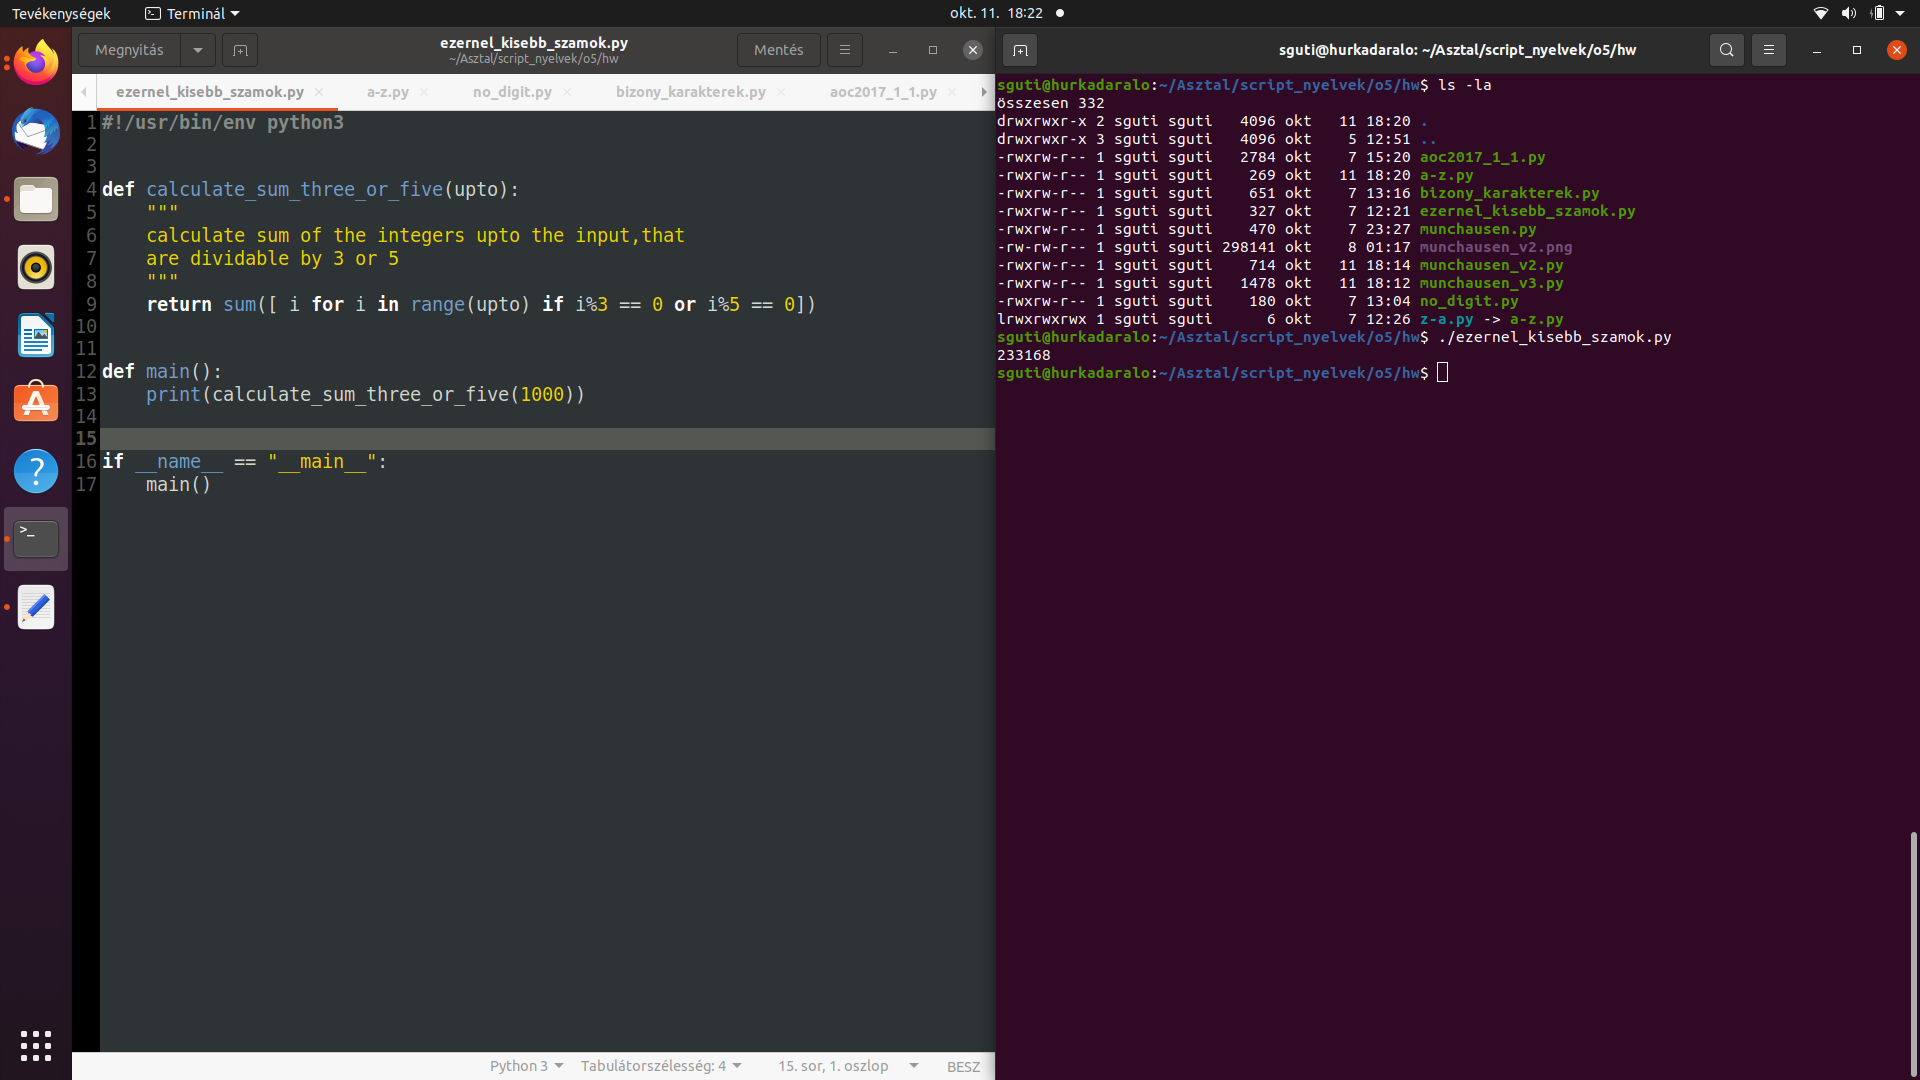 Tevékenységek
Terminál
okt. 11. 18:22
Megnyitás
ezernel_kisebb_szamok.py
~/Asztal/script_nyelvek/o5/hw
Mentés
ezernel_kisebb_szamok.py
a-z.py
no_digit.py
bizony_karakterek.py
aoc2017_1_1.py
1 #!/usr/bin/env python3
2
3
4 def calculate_sum_three_or_five(upto):
5     """
6     calculate sum of the integers upto the input,that
7     are dividable by 3 or 5
8     """
9     return sum([ i for i in range(upto) if i%3 == 0 or i%5 == 0])
10
11
12 def main():
13     print(calculate_sum_three_or_five(1000))
14
15
16 if __name__ == "__main__":
17     main()
Python 3
Tabulátorszélesség: 4
15. sor, 1. oszlop
BESZ
sguti@hurkadaralo: ~/Asztal/script_nyelvek/o5/hw
sguti@hurkadaralo:~/Asztal/script_nyelvek/o5/hw$ ls -la
összesen 332
drwxrwxr-x 2 sguti sguti   4096 okt   11 18:20 .
drwxrwxr-x 3 sguti sguti   4096 okt    5 12:51 ..
-rwxrw-r-- 1 sguti sguti   2784 okt    7 15:20 aoc2017_1_1.py
-rwxrw-r-- 1 sguti sguti    269 okt   11 18:20 a-z.py
-rwxrw-r-- 1 sguti sguti    651 okt    7 13:16 bizony_karakterek.py
-rwxrw-r-- 1 sguti sguti    327 okt    7 12:21 ezernel_kisebb_szamok.py
-rwxrw-r-- 1 sguti sguti    470 okt    7 23:27 munchausen.py
-rw-rw-r-- 1 sguti sguti 298141 okt    8 01:17 munchausen_v2.png
-rwxrw-r-- 1 sguti sguti    714 okt   11 18:14 munchausen_v2.py
-rwxrw-r-- 1 sguti sguti   1478 okt   11 18:12 munchausen_v3.py
-rwxrw-r-- 1 sguti sguti    180 okt    7 13:04 no_digit.py
lrwxrwxrwx 1 sguti sguti      6 okt    7 12:26 z-a.py -> a-z.py
sguti@hurkadaralo:~/Asztal/script_nyelvek/o5/hw$ ./ezernel_kisebb_szamok.py
233168
sguti@hurkadaralo:~/Asztal/script_nyelvek/o5/hw$